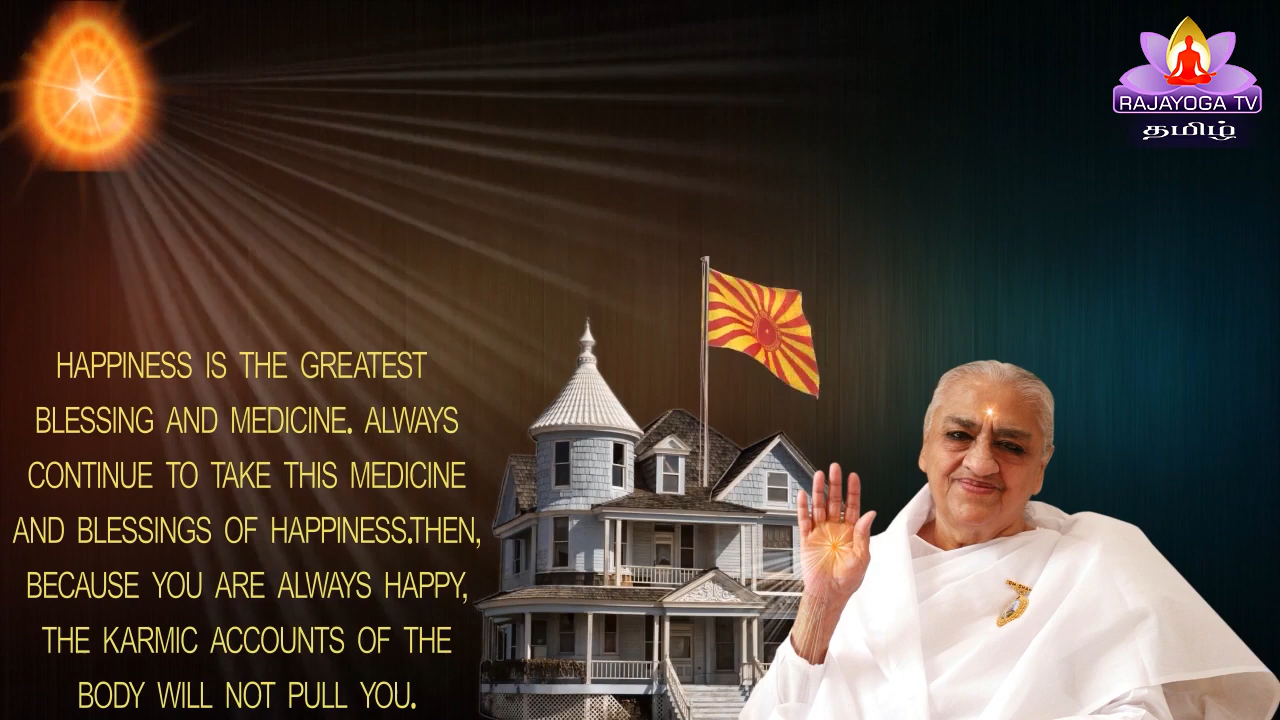 RAJAYOGA TV
தமிழ்
HAPPINESS IS THE GREATEST
BLESSING AND MEDICINE. ALWAYS
CONTINUE TO TAKE THIS MEDICINE
AND BLESSINGS OF HAPPINESS.THEN,
BECAUSE YOU ARE ALWAYS HAPPY,
THE KARMIC ACCOUNTS OF THE
BODY WILL NOT PULL YOU.